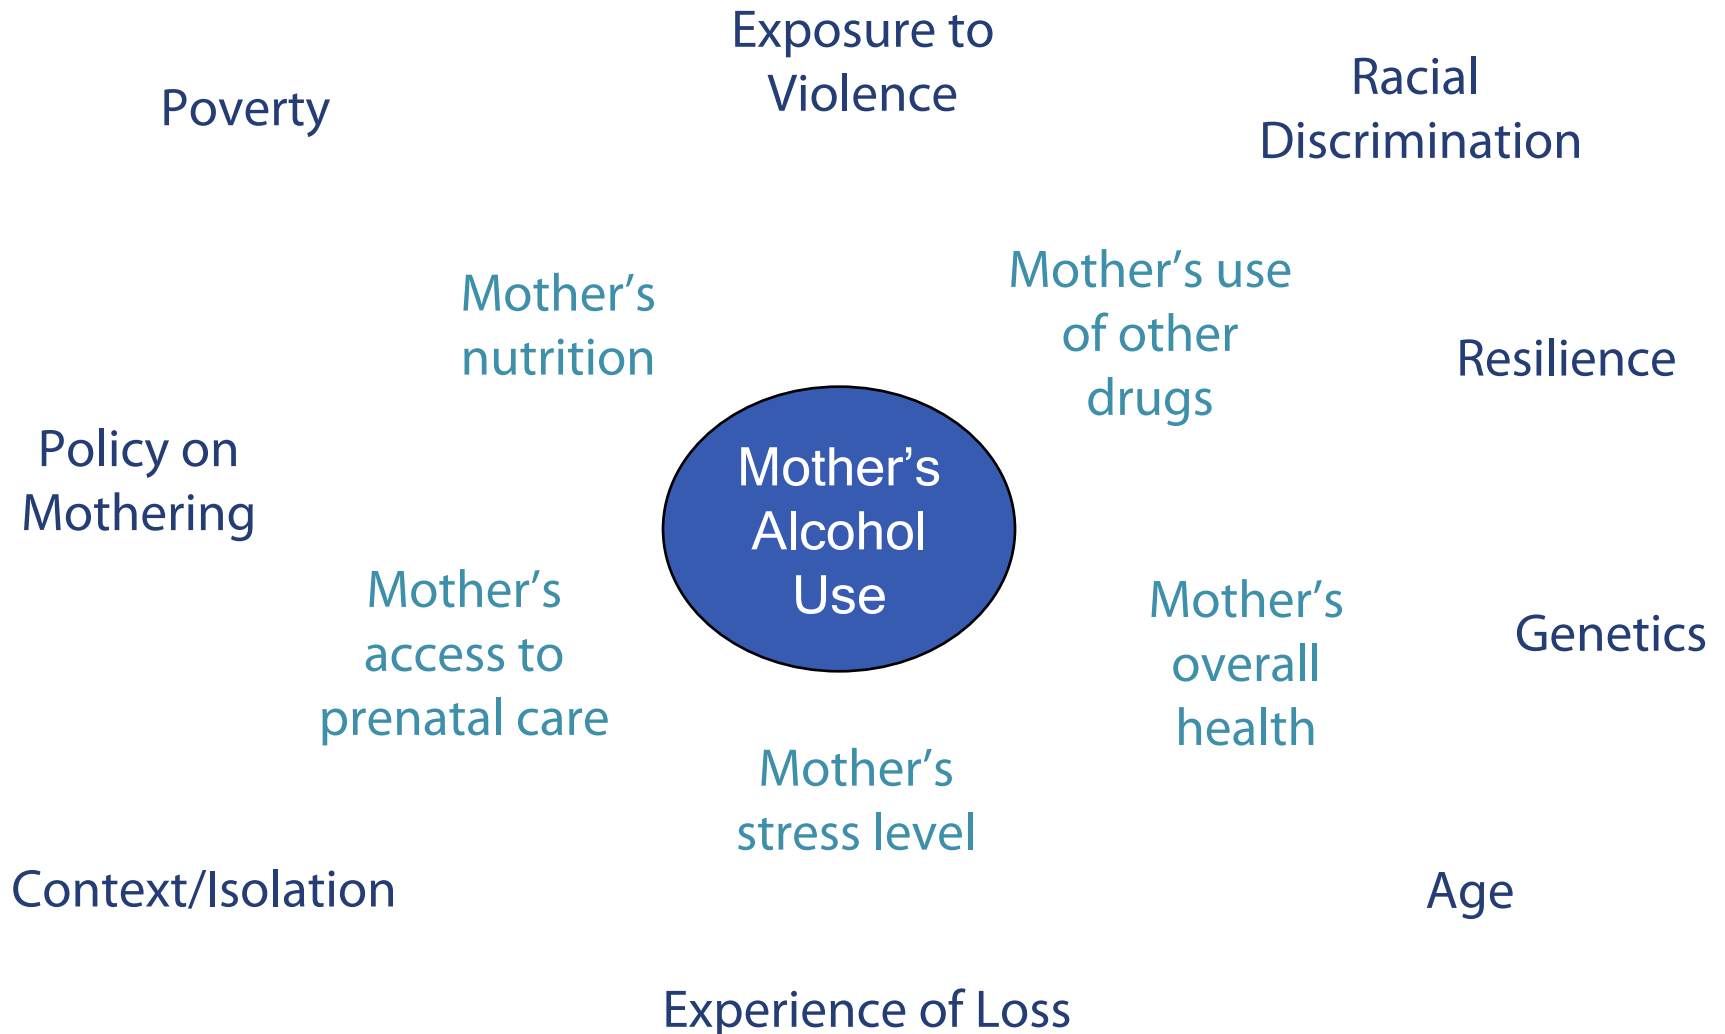 Exposure to
Violence
Poverty
Racial
Discrimination
Mother’s
nutrition
Mother’s use
of other
drugs
Resilience
Policy on
Mothering
Mother’s
Alcohol
Use
Mother’s
access to
prenatal care
Mother’s
overall
health
Genetics
Mother’s
stress level
Context/Isolation
Age
Experience of Loss